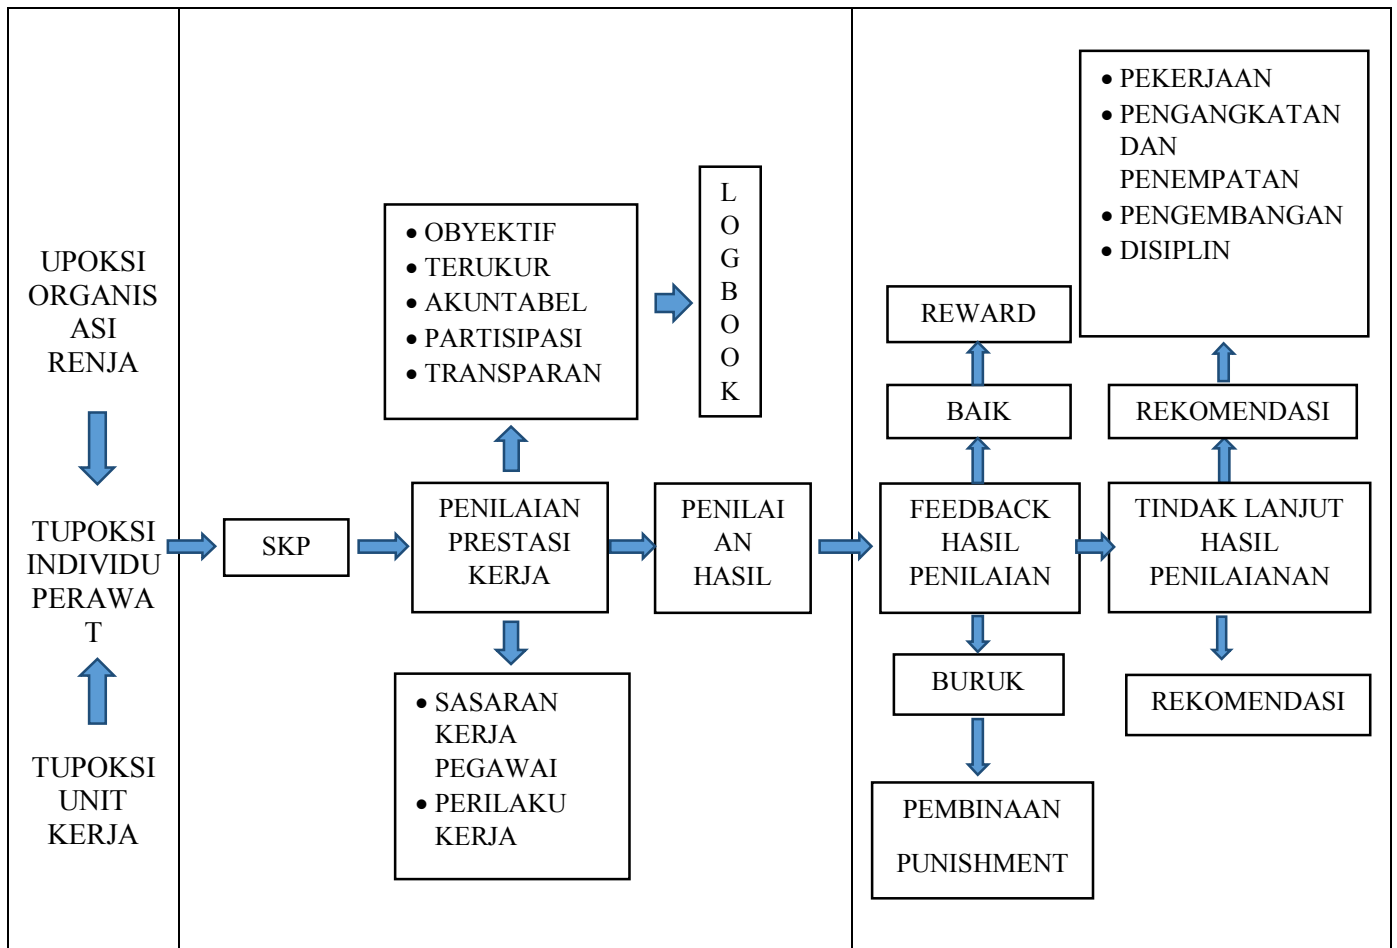 UPOKSI
ORGANIS
ASI
RENJA
TUPOKSI
INDIVIDU
PERAWA
T
TUPOKSI
UNIT
KERJA
SKP
• OBYEKTIF
• TERUKUR
• AKUNTABEL
• PARTISIPASI
• TRANSPARAN
L
O
G
B
O
O
K
PENILAIAN
PRESTASI
KERJA
PENILAI
AN
HASIL
• SASARAN
KERJA
PEGAWAI
• PERILAKU
KERJA
REWARD
BAIK
FEEDBACK
HASIL
PENILAIAN
BURUK
PEMBINAAN
PUNISHMENT
• PEKERJAAN
• PENGANGKATAN
DAN
PENEMPATAN
• PENGEMBANGAN
• DISIPLIN
REKOMENDASI
TINDAK LANJUT
HASIL
PENILAIANAN
REKOMENDASI